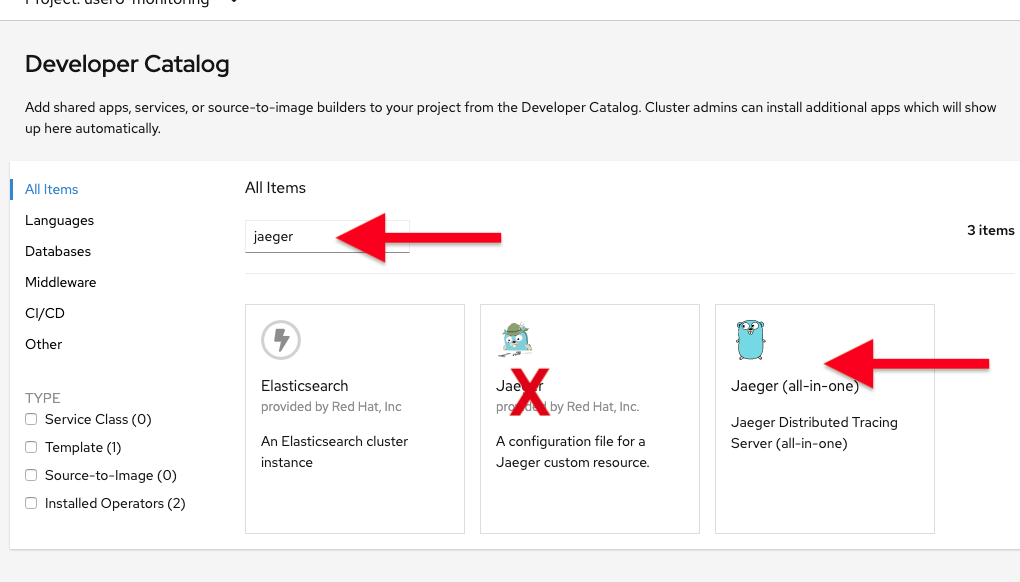 Project: user0-monitoring
Developer Catalog
Add shared apps, services, or source-to-image builders to your project from the Developer Catalog. Cluster admins can install additional apps which will show
up here automatically.
All Items
Languages
Databases
Middleware
CI/CD
Other
TYPE
Service Class (0)
Template (1)
Source-to-Image (0)
Installed Operators (2)
All Items
jaeger
3 items
Elasticsearch
provided by Red Hat, Inc
An Elasticsearch cluster
instance
Jaeger
provided by Red Hat, Inc.
A configuration file for a
Jaeger custom resource.
X
Jaeger (all-in-one)
Jaeger Distributed Tracing
Server (all-in-one)